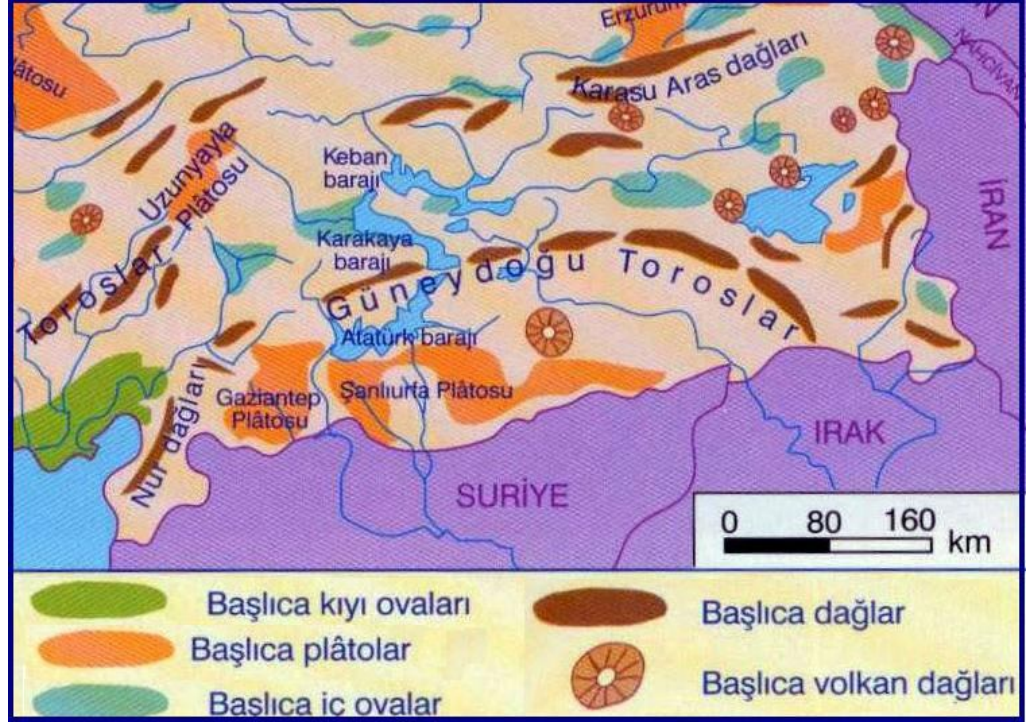 Erzurum
NAHCIVAN
lâtosu
Karasu Aras dağları
Uzunyayla
Plâtosu
Keban
barajı
İRAN
Karakaya
barajı
Toroslar
Güneydoğu Toroslar
Atatürk barajı
Nur dağları
Gaziantep
Plâtosu
Şanlıurfa Plâtosu
IRAK
SURİYE
0 80 160
km
Başlıca kıyı ovaları
Başlıca dağlar
Başlıca plâtolar
Başlıca volkan dağları
Başlıca iç ovalar